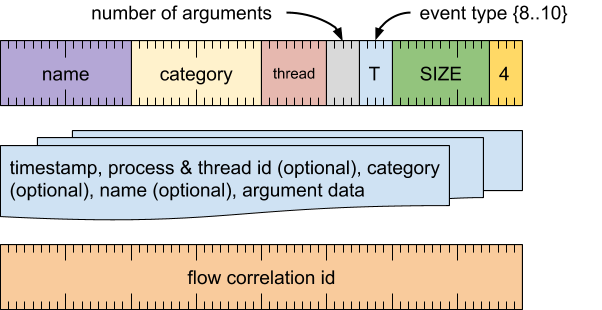 number of arguments
event type {8..10}
name
category
thread
T
SIZE
4
timestamp, process & thread id (optional), category
(optional), name (optional), argument data
flow correlation id